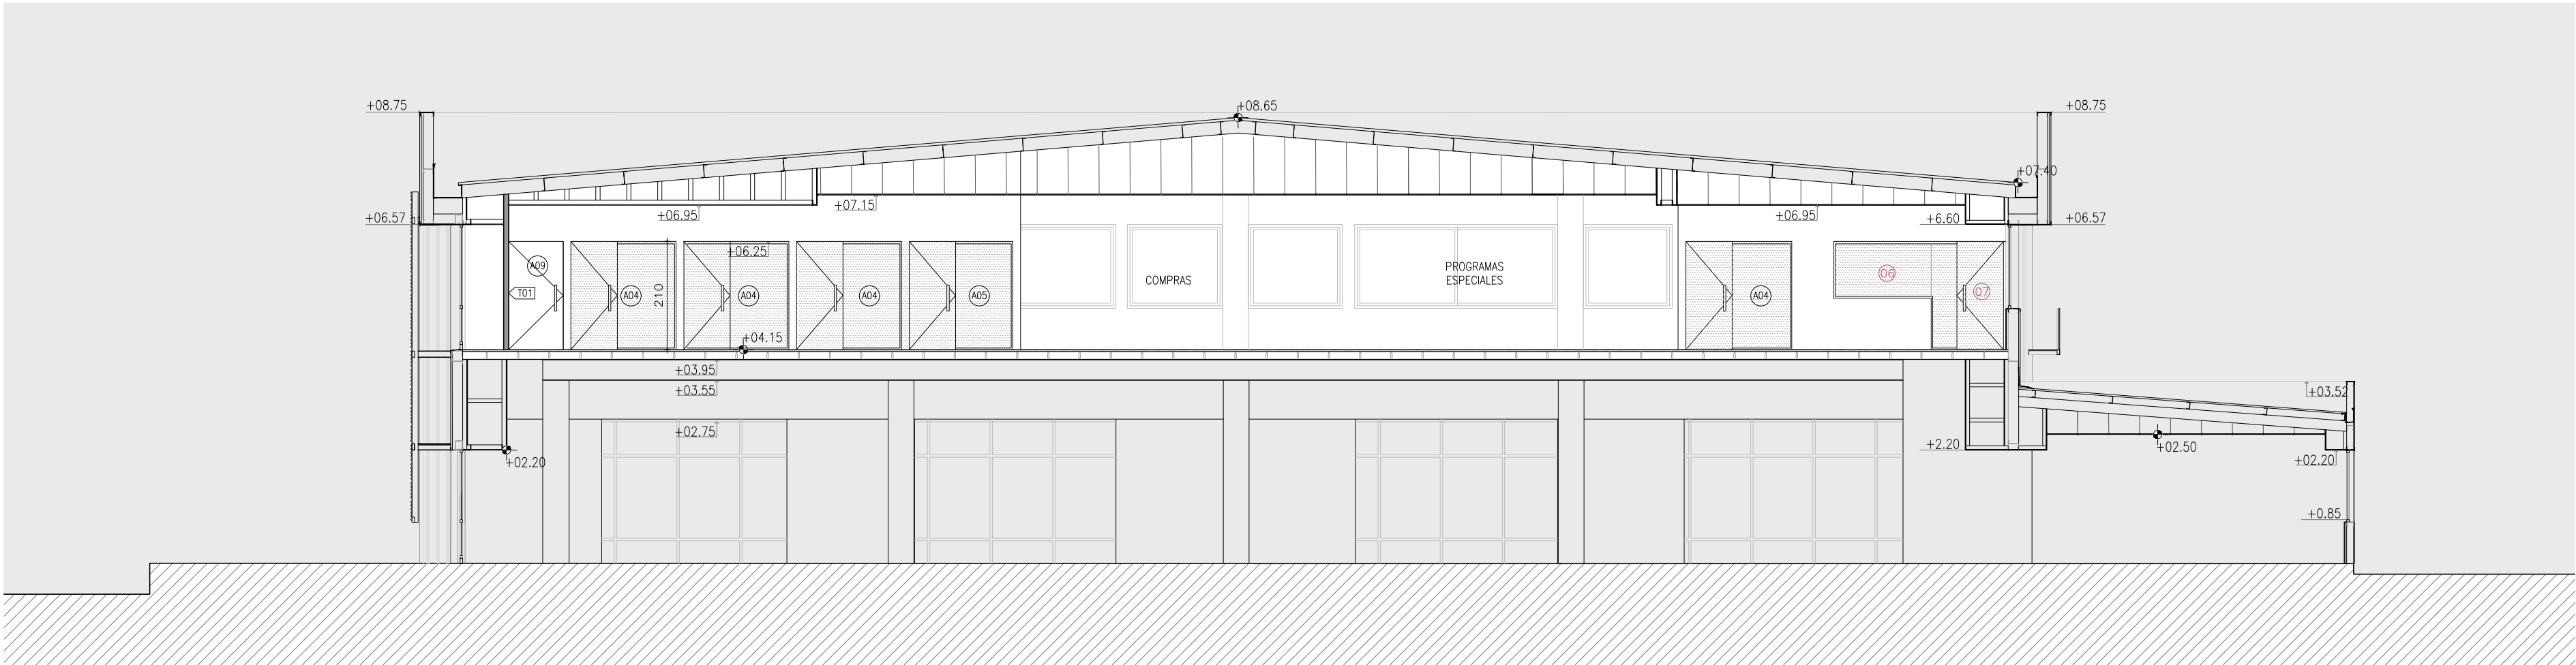 +08.75
+08.65
+08.75
+07.40
+06.57
+06.95
+07.15
+06.95
+6.60
+06.57
A09
T01
A04
210
+06.25
A04
A04
A05
COMPRAS
PROGRAMAS
ESPECIALES
A04
06
07
+04.15
+03.95
+03.55
+03.52
+02.75
+02.20
+2.20
+02.50
+02.20
+0.85